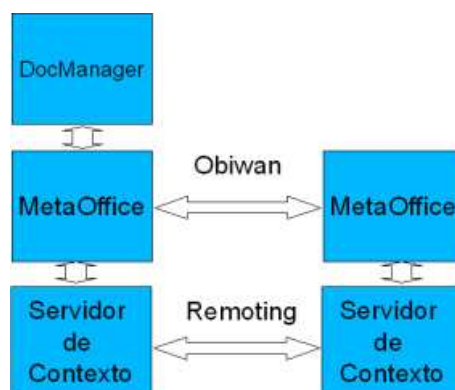 DocManager
Obiwan
MetaOffice
MetaOffice
Servidor
de
Contexto
Remoting
Servidor
de
Contexto